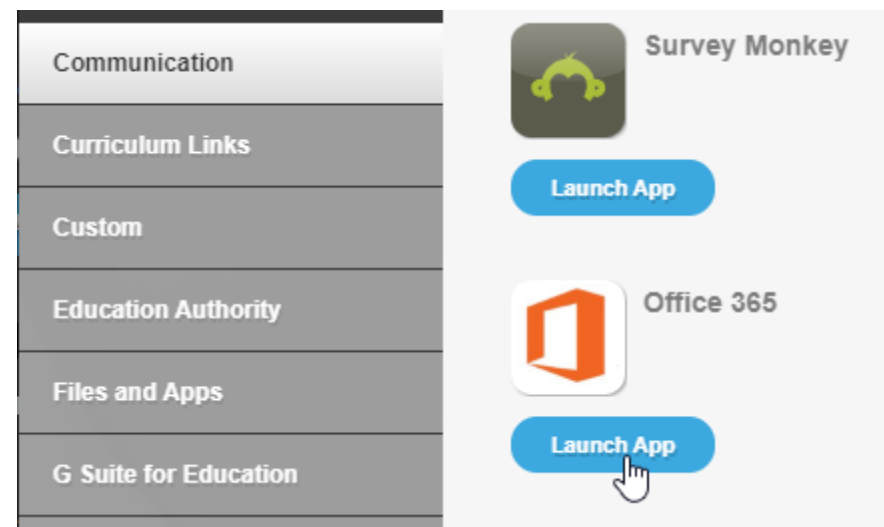 Communication
Curriculum Links
Custom
Education Authority
Files and Apps
G Suite for Education
Survey Monkey
Launch App
Office 365
Launch App